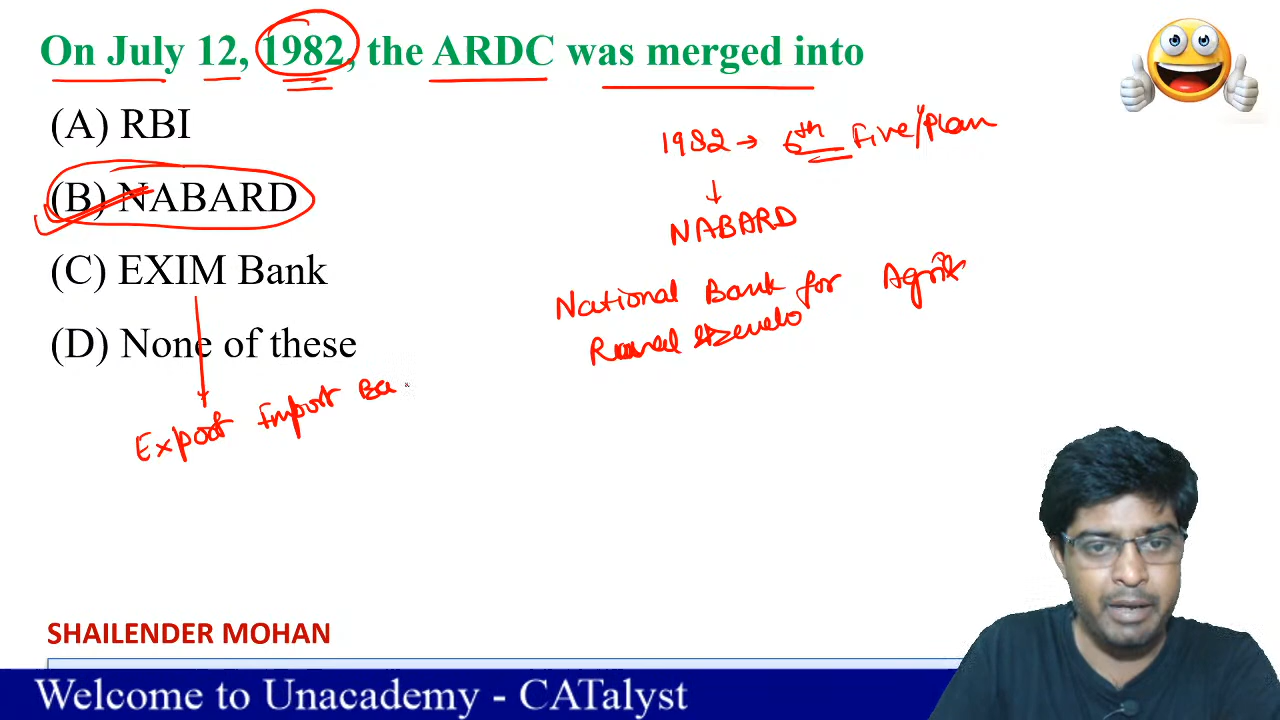 On July 12, 1982, the ARDC was merged into
(A) RBI
(B) NABARD
(C) EXIM Bank
(D) None of these
1982 → 6th Five/Plan
↓
NABARD
National Bank for
Export Import Ba
SHAILENDER MOHAN
Welcome to Unacademy - CATalyst